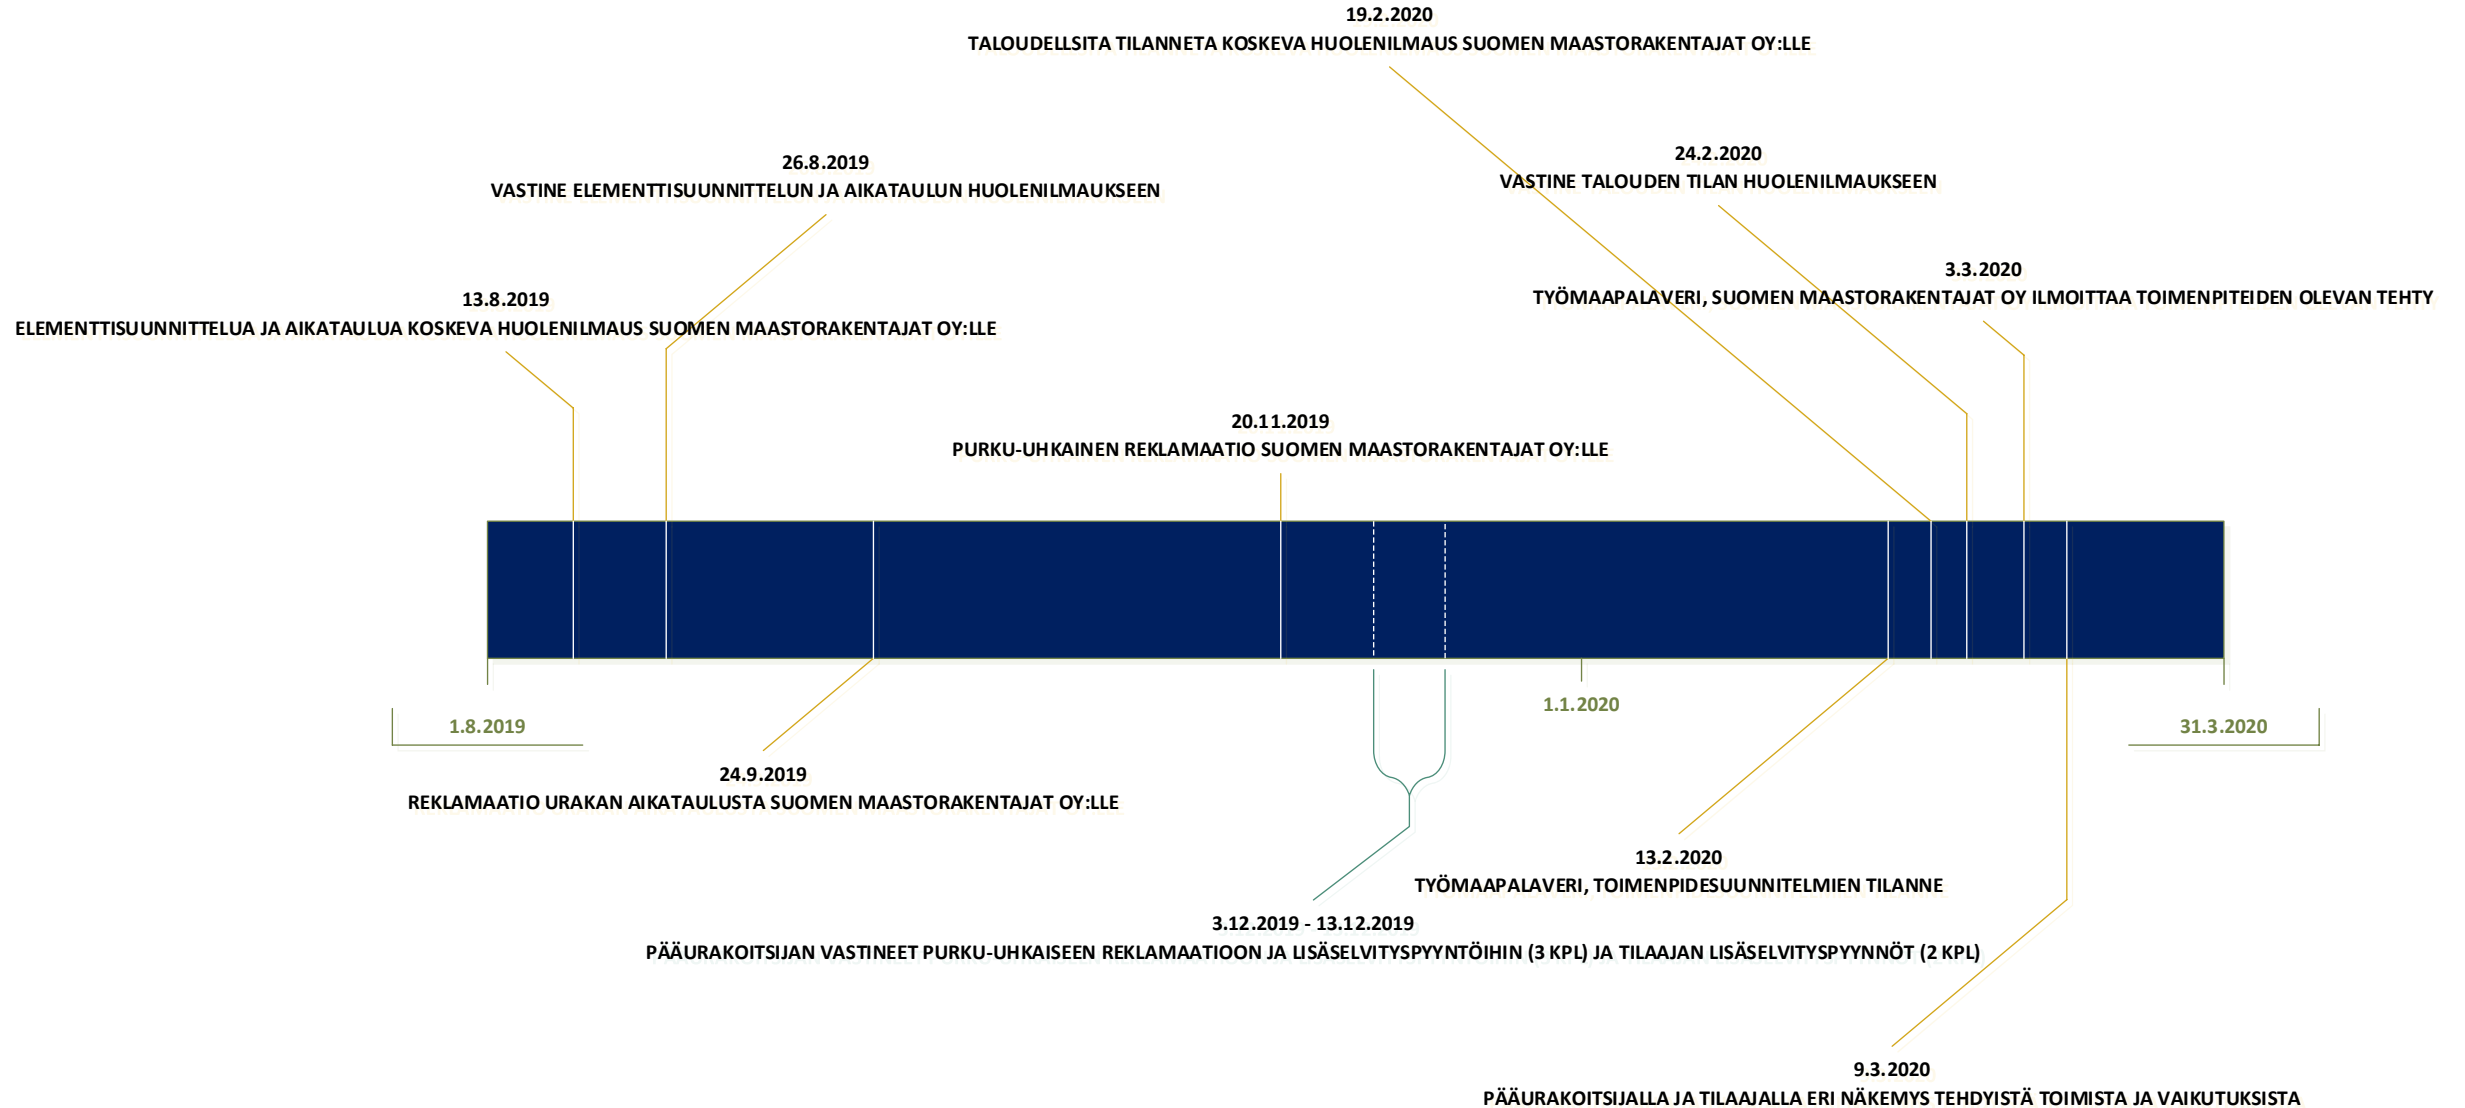 19.2.2020
TALOUDELLSITA TILANNETA KOSKEVA HUOLENILMAUS SUOMEN MAASTORAKENTAJAT OY:LLE
24.2.2020
VASTINE TALOUDEN TILAN HUOLENILMAUKSEEN
26.8.2019
VASTINE ELEMENTTISUUNNITTELUN JA AIKATAULUN HUOLENILMAUKSEEN
3.3.2020
TYÖMAAPALAVERI, SUOMEN MAASTORAKENTAJAT OY ILMOITTAA TOIMENPITEIDEN OLEVAN TEHTY
13.8.2019
ELEMENTTISUUNNITTELUA JA AIKATAULUA KOSKEVA HUOLENILMAUS SUOMEN MAASTORAKENTAJAT OY:LLE
20.11.2019
PURKU-UHKAINEN REKLAMAATIO SUOMEN MAASTORAKENTAJAT OY:LLE
1.8.2019
1.1.2020
31.3.2020
24.9.2019
REKLAMAATIO URAKAN AIKATAULUSTA SUOMEN MAASTORAKENTAJAT OY:LLE
13.2.2020
TYÖMAAPALAVERI, TOIMENPIDESUUNNITELMIEN TILANNE
3.12.2019 - 13.12.2019
PÄÄURAKOITSIJAN VASTINEET PURKU-UHKAISEEN REKLAMAATIOON JA LISÄSELVITYSPYYNTÖIHIN (3 KPL) JA TILAAJAN LISÄSELVITYSPYYNNÖT (2 KPL)
9.3.2020
PÄÄURAKOITSIJALLA JA TILAAJALLA ERI NÄKEMYS TEHDYISTÄ TOIMISTA JA VAIKUTUKSISTA